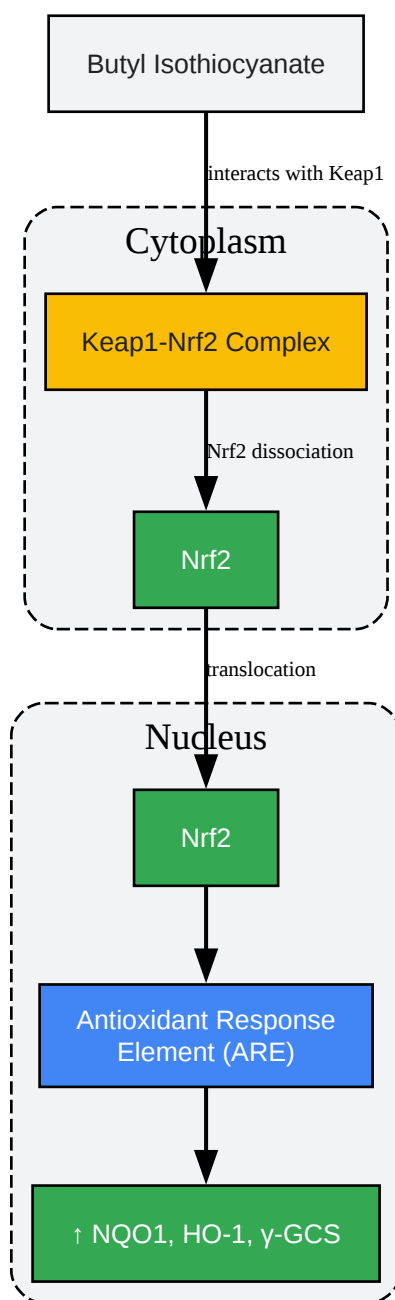 Butyl Isothiocyanate
interacts with Keap1
Cytoplasm
Keap1-Nrf2 Complex
Nrf2 dissociation
Nrf2
translocation
Nucleus
Nrf2
Antioxidant Response
Element (ARE)
↑ NQO1, HO-1, γ-GCS